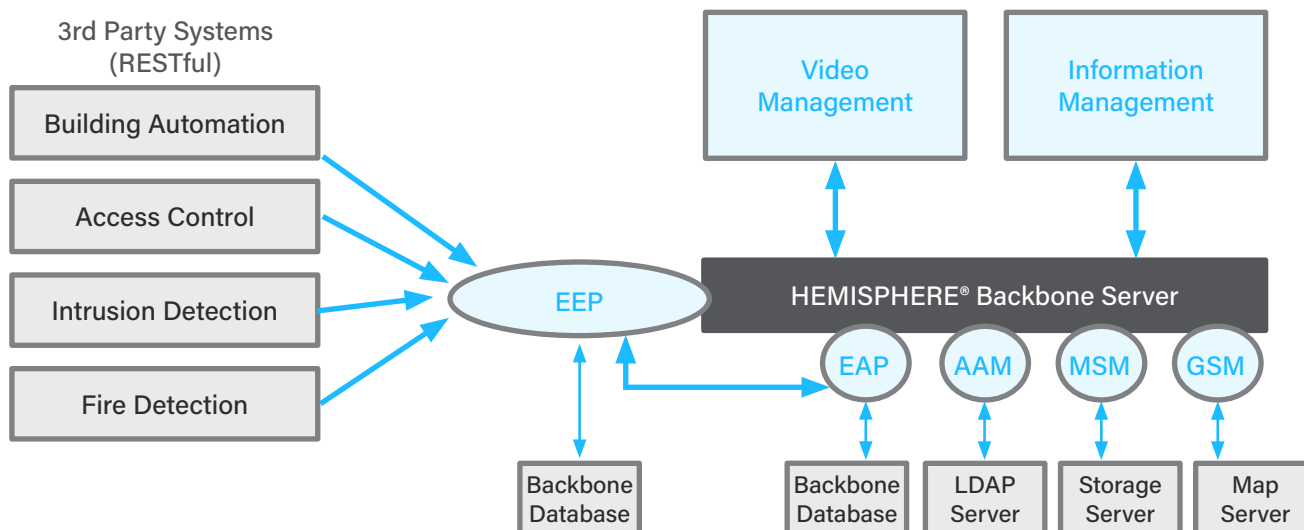 3rd Party Systems
(RESTful)
Building Automation
Access Control
Intrusion Detection
Fire Detection
Video
Management
Information
Management
EEP
HEMISPHERE® Backbone Server
EAP
AAM
MSM
GSM
Backbone
Database
Backbone
Database
LDAP
Server
Storage
Server
Map
Server